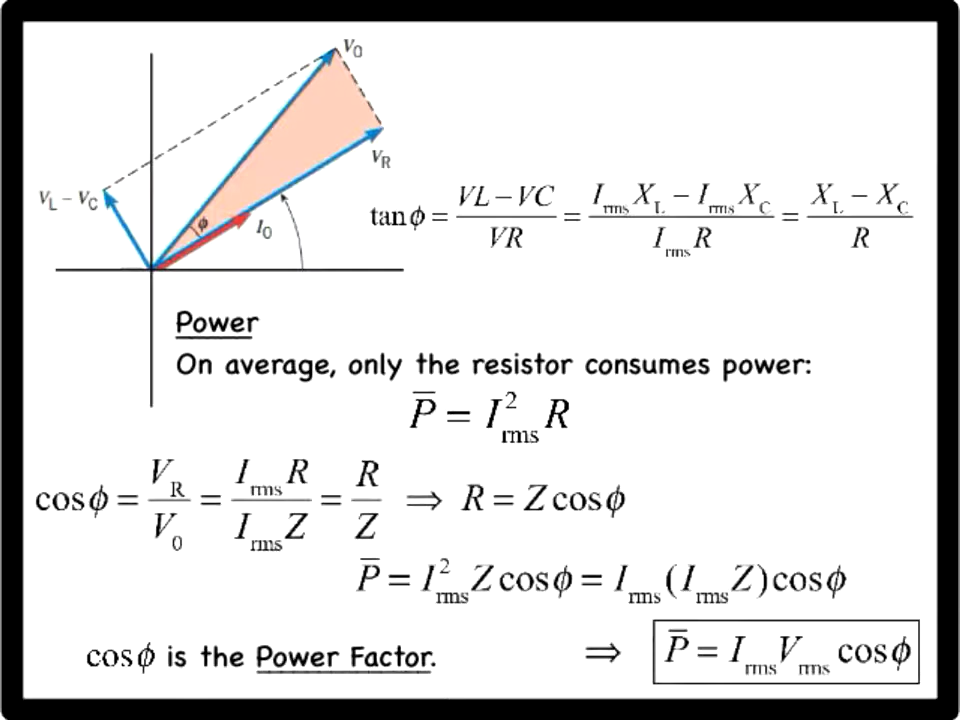 V₀
V_R
V_L – V_C
ϕ
I₀
tan ϕ = (VL – VC)/(VR) = (I_rms X_L – I_rms X_C)/(I_rms R) = (X_L – X_C)/(R)
Power
On average, only the resistor consumes power:
P̅ = I²_rms R
cos ϕ = (V_R)/(V_0) = (I_rms R)/(I_rms Z) = (R)/(Z) ⇒ R = Z cos ϕ
P̅ = I²_rms Z cos ϕ = I_rms (I_rms Z) cos ϕ
cos ϕ is the Power Factor. ⇒ P̅ = I_rms V_rms cos ϕ